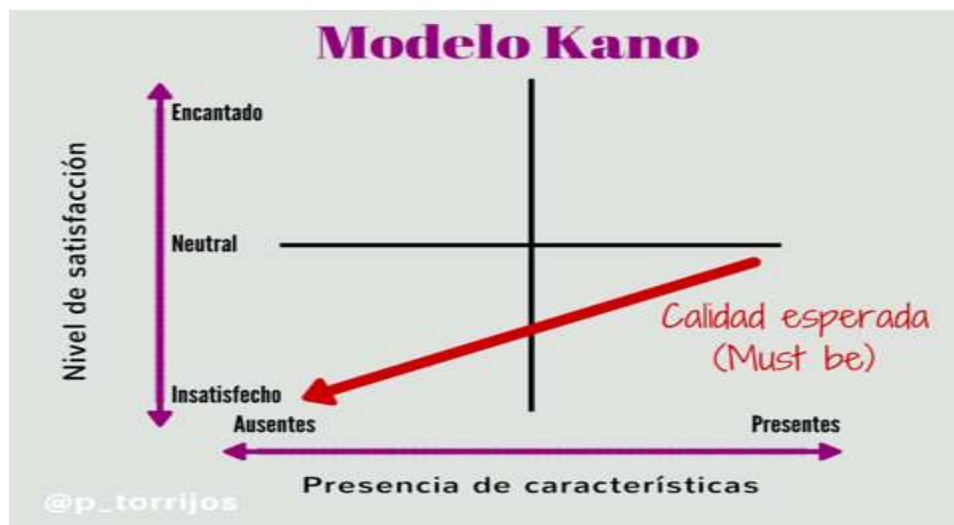 Modelo Kano
Encantado
Nivel de satisfacción
Neutral
Calidad esperada
(Must be)
Insatisfecho
Ausentes
Presentes
Presencia de características
@p_torrijos